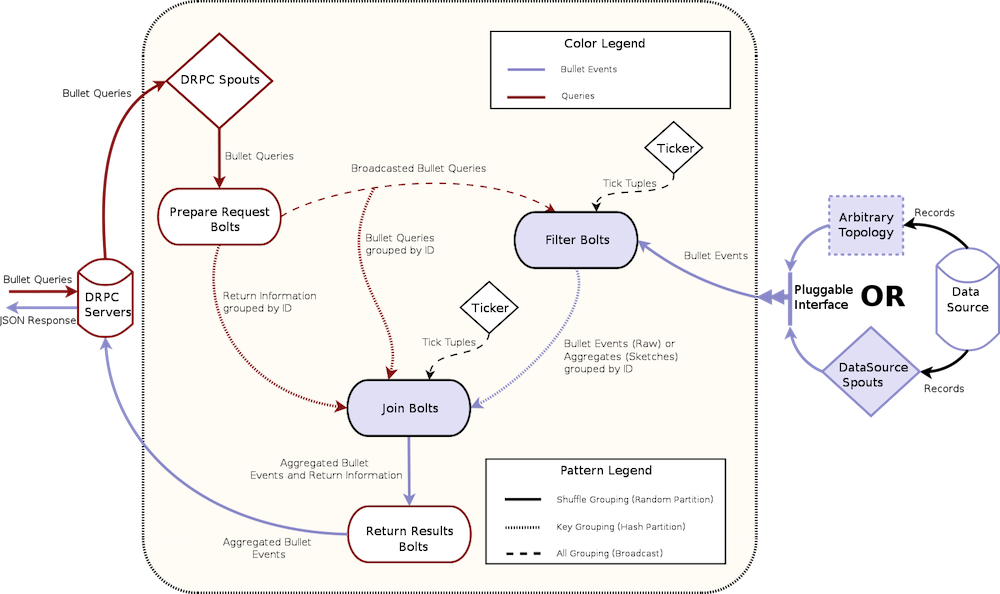 Color Legend
Bullet Events
Queries
DRPC Spouts
Bullet Queries
Bullet Queries
Ticker
Broadcasted Bullet Queries
Tick Tuples
Prepare Request
Bolts
Filter Bolts
Bullet Queries
grouped by ID
Bullet Events
Arbitrary
Topology
Records
Bullet Queries
DRPC
Servers
JSON Response
Return Information
grouped by ID
Ticker
Tick Tuples
Bullet Events (Raw) or
Aggregates (Sketches)
grouped by ID
Pluggable
Interface
OR
Data
Source
DataSource
Spouts
Records
Join Bolts
Aggregated Bullet
Events and Return Information
Return Results
Bolts
Aggregated Bullet
Events
Pattern Legend
Shuffle Grouping (Random Partition)
Key Grouping (Hash Partition)
All Grouping (Broadcast)